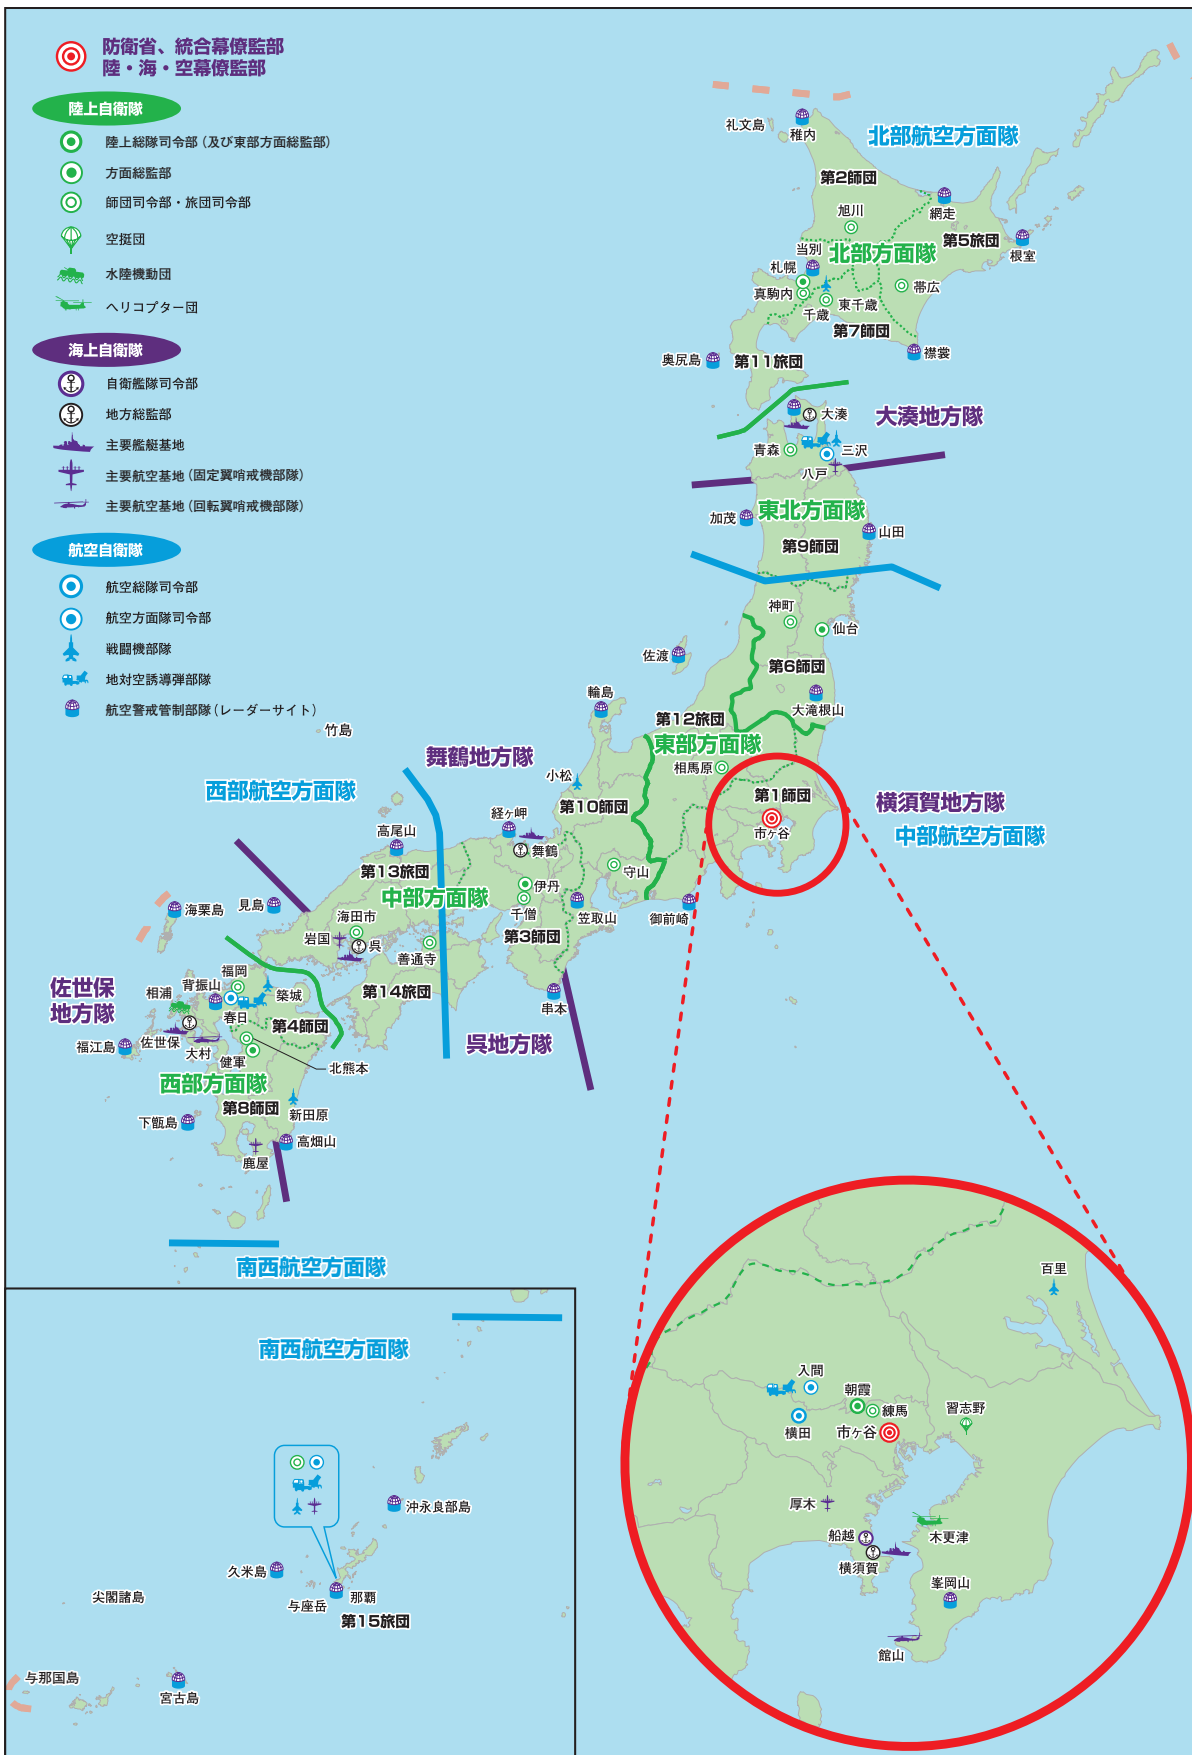 防衛省、統合幕僚監部
陸・海・空幕僚監部
陸上自衛隊
陸上総隊司令部(及び東部方面総監部)
方面総監部
師団司令部・旅団司令部
空挺団
水陸機動団
ヘリコプター団
海上自衛隊
自衛艦隊司令部
地方総監部
主要艦艇基地
主要航空基地(固定翼哨戒機部隊)
主要航空基地(回転翼哨戒機部隊)
航空自衛隊
航空総隊司令部
航空方面隊司令部
戦闘機部隊
地対空誘導弾部隊
航空警戒管制部隊(レーダーサイト)
礼文島
稚内
北部航空方面隊
第2師団
旭川
網走
第5旅団
根室
当別
北部方面隊
札幌
真駒内
千歳
東千歳
帯広
第7師団
襟裳
奥尻島
第11旅団
大湊
大湊地方隊
青森
三沢
八戸
東北方面隊
加茂
山田
第9師団
神町
仙台
佐渡
第6師団
輪島
大滝根山
第12旅団
竹島
東部方面隊
舞鶴地方隊
相馬原
小松
西部航空方面隊
第1師団
横須賀地方隊
第10師団
市ヶ谷
中部航空方面隊
経ヶ岬
高尾山
舞鶴
第13旅団
守山
中部方面隊
伊丹
千僧
海栗島
見島
海田市
笠取山
御前崎
岩国
呉
第3師団
善通寺
福岡
背振山
相浦
佐世保
地方隊
築城
春日
第14旅団
串本
第4師団
佐世保
大村
呉地方隊
福江島
健軍
北熊本
西部方面隊
第8師団
新田原
下甑島
高畑山
鹿屋
南西航空方面隊
南西航空方面隊
沖永良部島
久米島
尖閣諸島
与座岳
那覇
第15旅団
与那国島
宮古島
百里
入間
朝霞
練馬
習志野
横田
市ヶ谷
厚木
木更津
船越
横須賀
峯岡山
館山